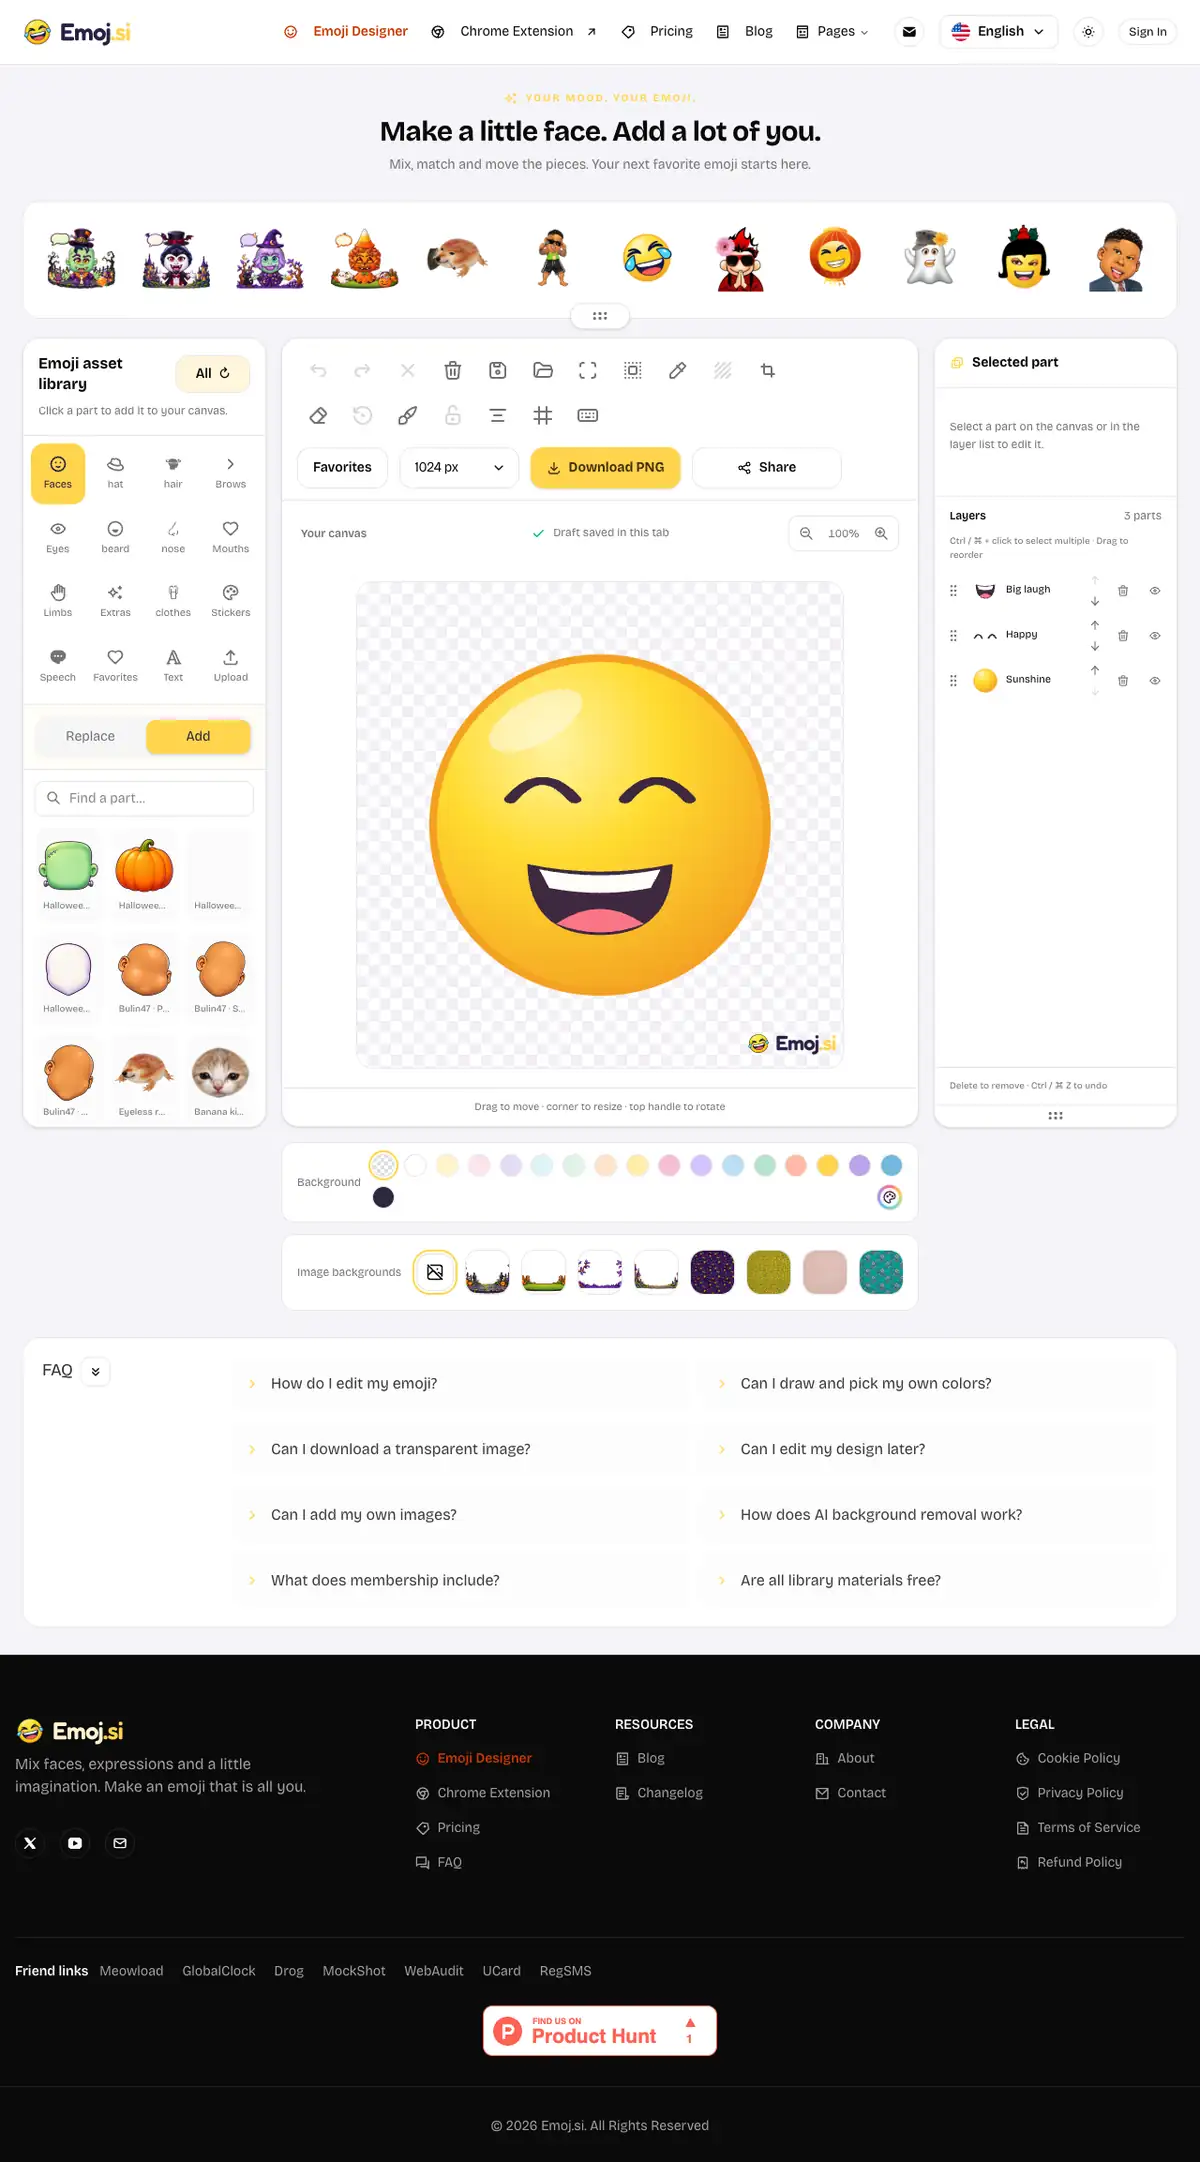 Emoj.si
Emoji Designer
Chrome Extension
Pricing
Blog
Pages
English
Sign In
YOUR MOOD. YOUR EMOJI.
Make a little face. Add a lot of you.
Mix, match and move the pieces. Your next favorite emoji starts here.
Emoji asset
library
All
Click a part to add it to your canvas.
Faces
hat
hair
Brows
Eyes
beard
nose
Mouths
Limbs
Extras
clothes
Stickers
Speech
Favorites
Text
Upload
Replace
Add
Find a part...
Hallowee...
Hallowee...
Hallowee...
Hallowee...
Bulin47 · P...
Bulin47 · S...
Bulin47 · ...
Eyeless r...
Banana ki...
Favorites
1024 px
Download PNG
Share
Your canvas
Draft saved in this tab
100%
Emoj.si
Drag to move · corner to resize · top handle to rotate
Selected part
Select a part on the canvas or in the
layer list to edit it.
Layers
3 parts
Ctrl / ⌘ + click to select multiple · Drag to
reorder
Big laugh
Happy
Sunshine
Delete to remove · Ctrl / ⌘ Z to undo
Background
Image backgrounds
FAQ
How do I edit my emoji?
Can I draw and pick my own colors?
Can I download a transparent image?
Can I edit my design later?
Can I add my own images?
How does AI background removal work?
What does membership include?
Are all library materials free?
Emoj.si
Mix faces, expressions and a little
imagination. Make an emoji that is all you.
PRODUCT
Emoji Designer
Chrome Extension
Pricing
FAQ
RESOURCES
Blog
Changelog
COMPANY
About
Contact
LEGAL
Cookie Policy
Privacy Policy
Terms of Service
Refund Policy
Friend links
Meowload
GlobalClock
Drog
MockShot
WebAudit
UCard
RegSMS
P
FIND US ON
Product Hunt
▲
1
© 2026 Emoj.si. All Rights Reserved